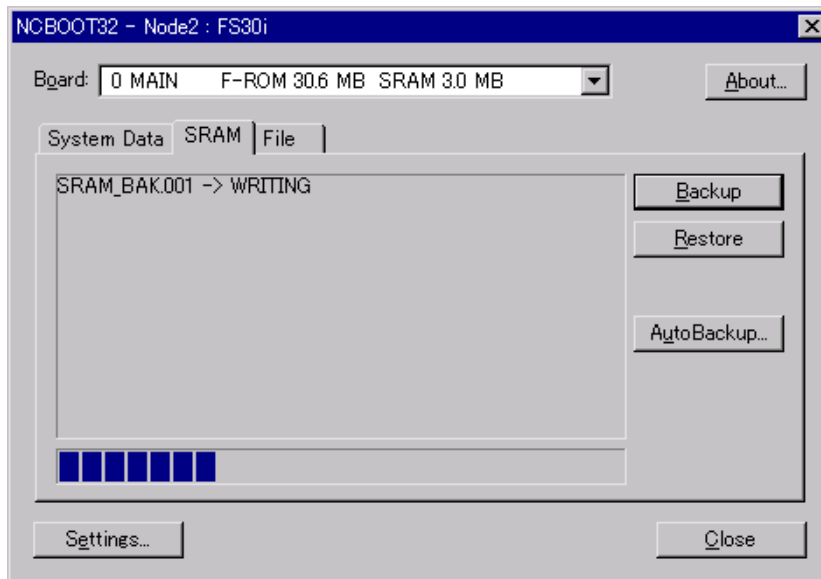 NCBOOT32 - Node2 : FS30i
Board: 0 MAIN F-ROM 30.6 MB SRAM 3.0 MB
About...
System Data SRAM File
SRAM_BAK.001 -> WRITING
Backup
Restore
AutoBackup...
Settings...
Close